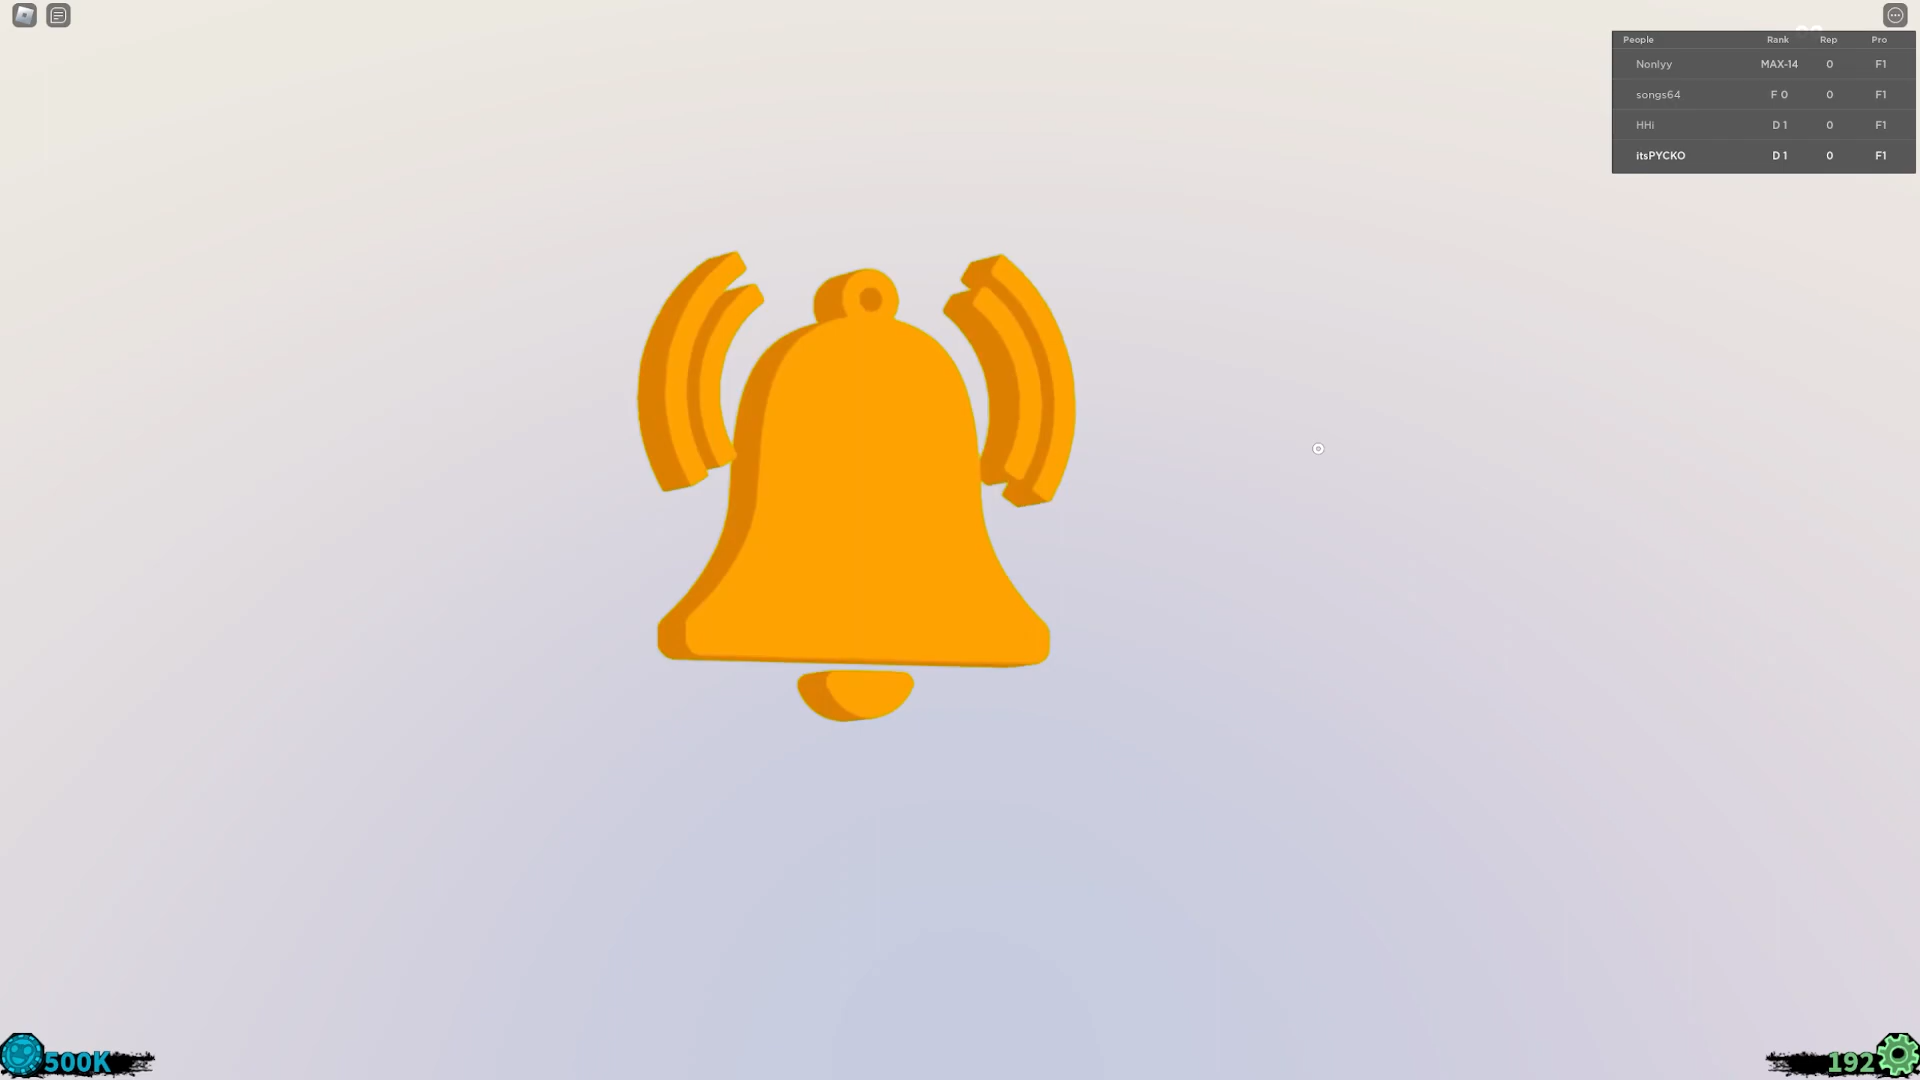 People Rank Rep Pro
Nonlyy MAX-14 0 F1
songs64 F 0 0 F1
HHi D 1 0 F1
itsPYCKO D 1 0 F1
500K
192